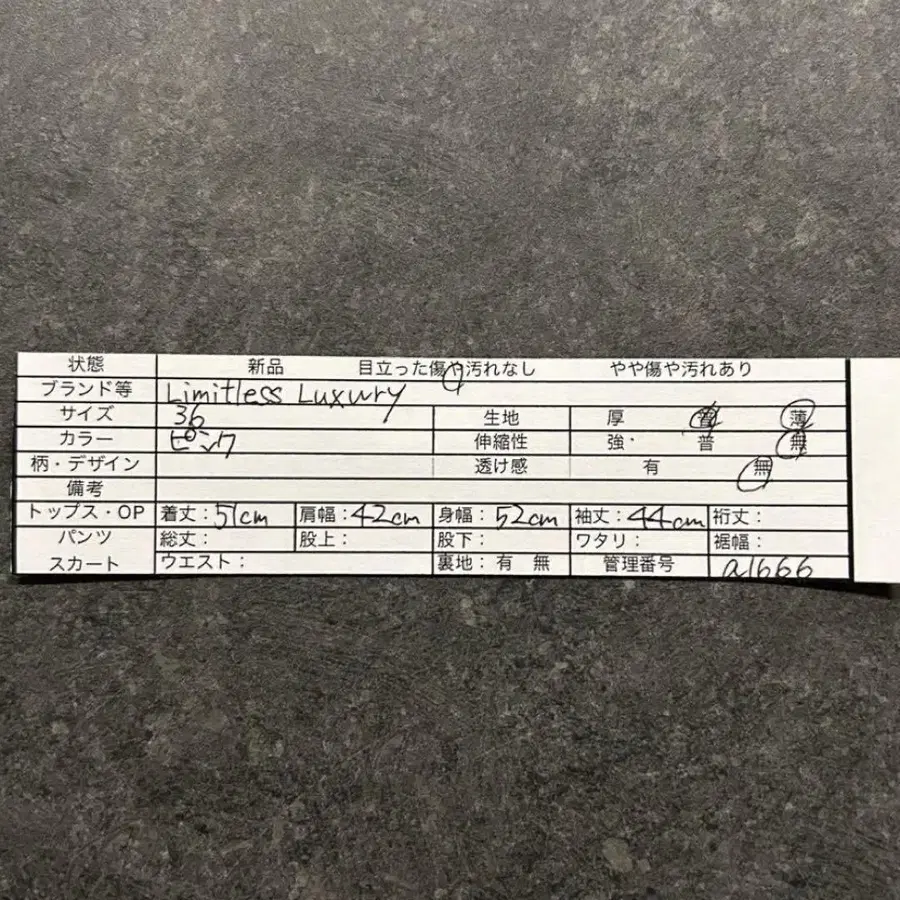 状態 新品 目立った傷や汚れなし やや傷や汚れあり
ブランド等 Limitless Luxury
サイズ 36 生地 厚 普 薄
カラー ピンク 伸縮性 強 普 無
柄・デザイン 透け感 有 無
備考
トップス・OP 着丈：51cm 肩幅：42cm 身幅：52cm 袖丈：44cm 裄丈：
パンツ 総丈： 股上： 股下： ワタリ： 裾幅：
スカート ウエスト： 裏地：有 無 管理番号 a1666